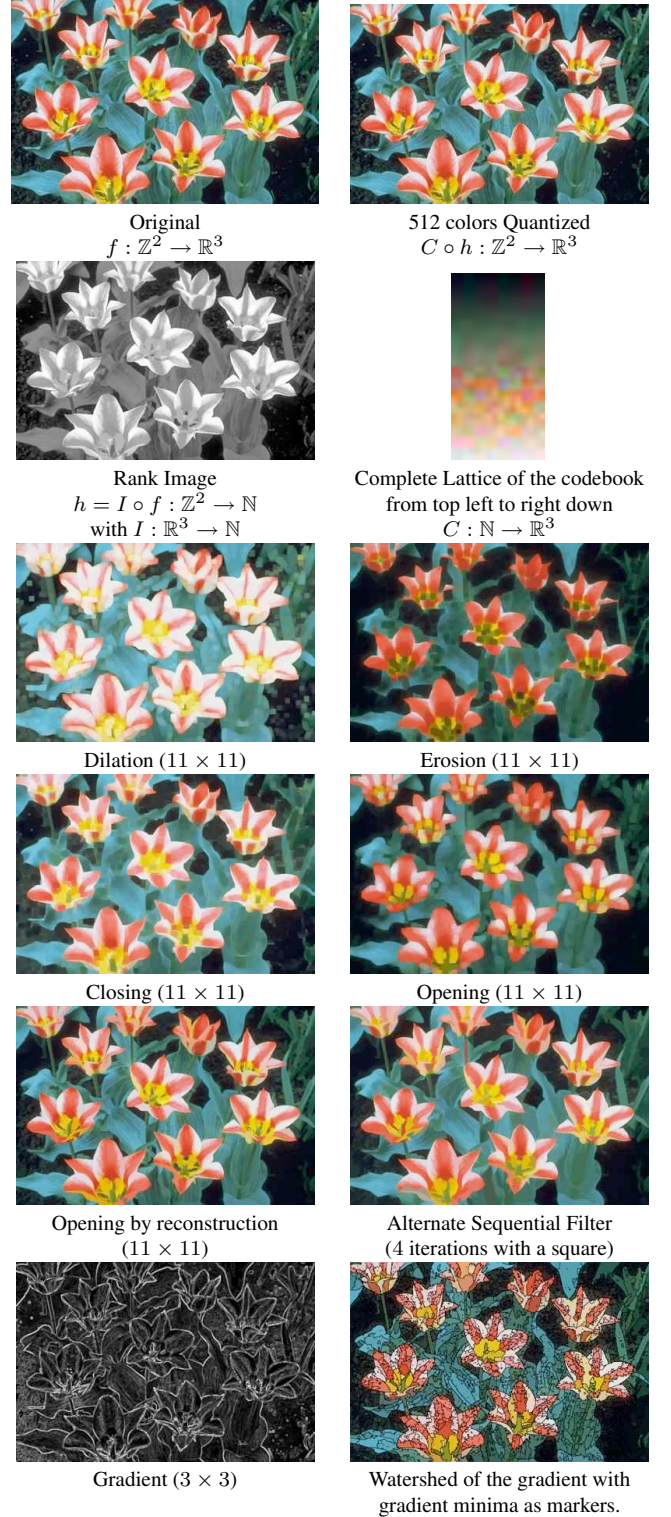 Original
f : ℤ² → ℝ³
512 colors Quantized
C ∘ h : ℤ² → ℝ³
Rank Image
h = I ∘ f : ℤ² → ℕ
with I : ℝ³ → ℕ
Complete Lattice of the codebook
from top left to right down
C : ℕ → ℝ³
Dilation (11 × 11)
Erosion (11 × 11)
Closing (11 × 11)
Opening (11 × 11)
Opening by reconstruction
(11 × 11)
Alternate Sequential Filter
(4 iterations with a square)
Gradient (3 × 3)
Watershed of the gradient with
gradient minima as markers.